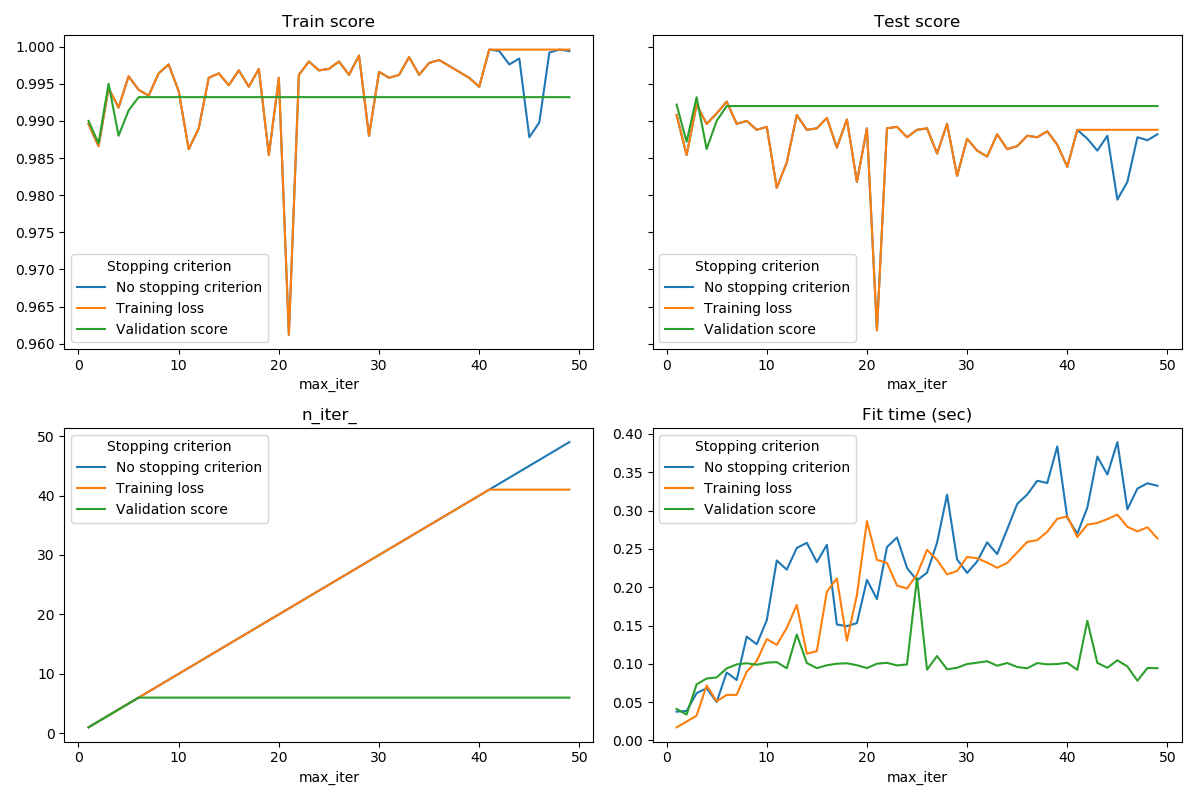 Train score
1.000
0.995
0.990
0.985
0.980
0.975
0.970
0.965
0.960
Stopping criterion
No stopping criterion
Training loss
Validation score
0 10 20 30 40 50
max_iter
Test score
Stopping criterion
No stopping criterion
Training loss
Validation score
0 10 20 30 40 50
max_iter
n_iter_
50
40
30
20
10
0
Stopping criterion
No stopping criterion
Training loss
Validation score
0 10 20 30 40 50
max_iter
Fit time (sec)
0.40
0.35
0.30
0.25
0.20
0.15
0.10
0.05
0.00
Stopping criterion
No stopping criterion
Training loss
Validation score
0 10 20 30 40 50
max_iter